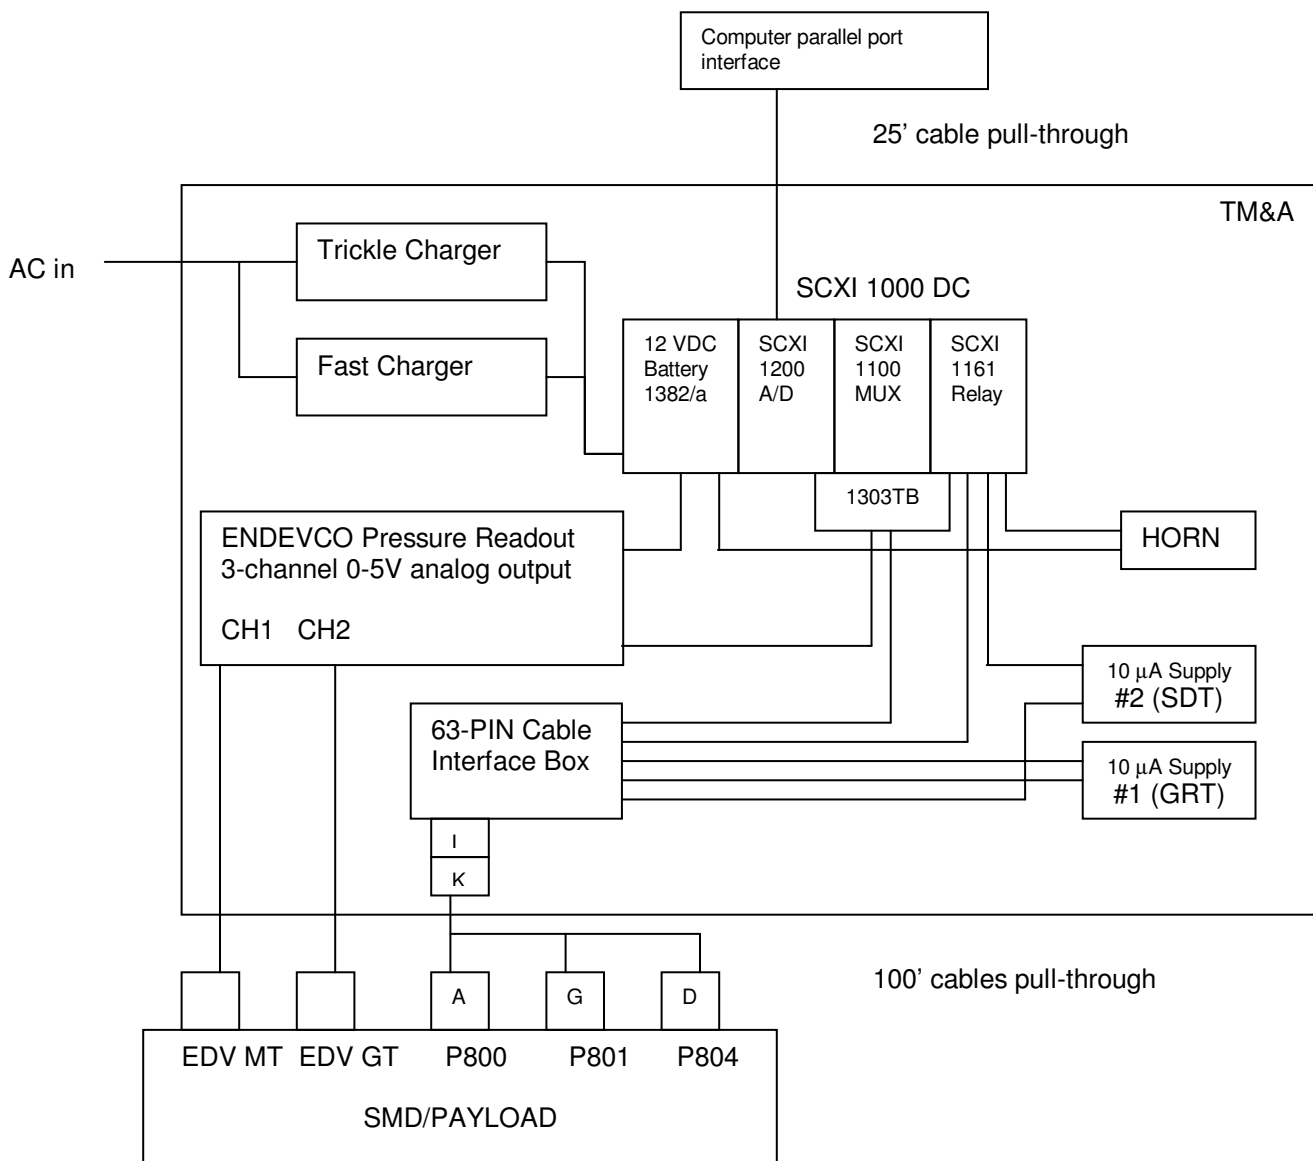 Computer parallel port
interface
25' cable pull-through
TM&A
AC in
Trickle Charger
Fast Charger
SCXI 1000 DC
12 VDC
Battery
1382/a
SCXI
1200
A/D
SCXI
1100
MUX
SCXI
1161
Relay
1303TB
ENDEVCO Pressure Readout
3-channel 0-5V analog output
CH1 CH2
HORN
10 μA Supply
#2 (SDT)
63-PIN Cable
Interface Box
10 μA Supply
#1 (GRT)
I
K
100' cables pull-through
A
G
D
EDV MT
EDV GT
P800
P801
P804
SMD/PAYLOAD